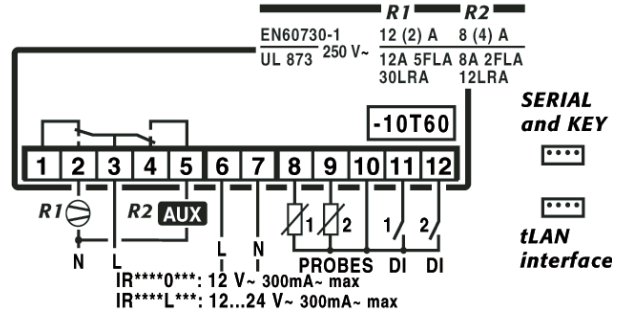 R1 R2
EN60730-1 250 V~ 12 (2) A 8 (4) A
UL 873 12A 5FLA 8A 2FLA
30LRA 12LRA
-10T60
SERIAL
and KEY
1 2 3 4 5 6 7 8 9 10 11 12
R1 R2 AUX 1 2 1 2
tLAN
interface
N L L N PROBES DI DI
IR****0***: 12 V~ 300mA~ max
IR****L***: 12...24 V~ 300mA~ max